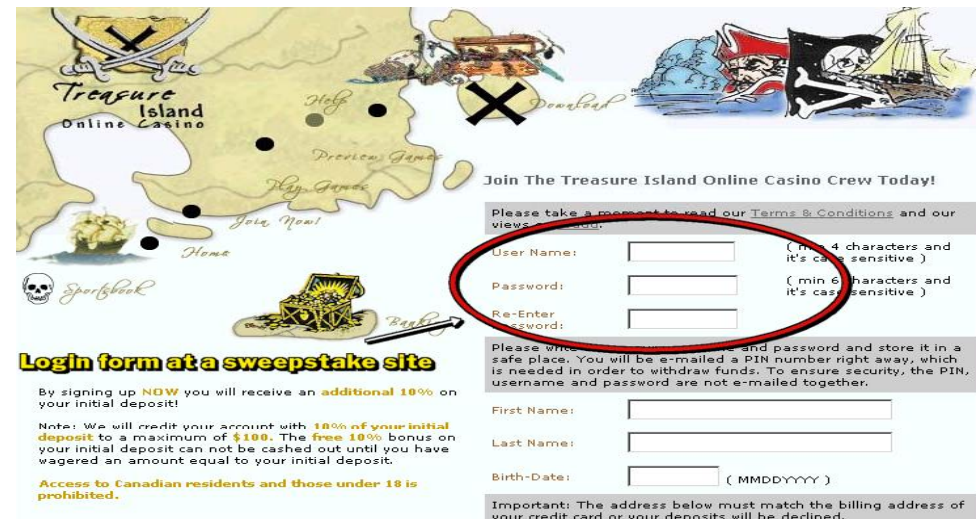 Treasure
Island
Online Casino
Help
Download
Preview Games
Play Games
Join Now!
Home
Sportsbook
Login form at a sweepstake site
By signing up NOW you will receive an additional 10% on
your initial deposit!
Note: We will credit your account with 10% of your initial
deposit to a maximum of $100. The free 10% bonus on
your initial deposit can not be cashed out until you have
wagered an amount equal to your initial deposit.
Access to Canadian residents and those under 18 is
prohibited.
Join The Treasure Island Online Casino Crew Today!
Please take a moment to read our Terms & Conditions and our
views
User Name:
( min 4 characters and
it's case sensitive )
Password:
( min 6 characters and
it's case sensitive )
Re-Enter
Password:
Please write and password and store it in a
safe place. You will be e-mailed a PIN number right away, which
is needed in order to withdraw funds. To ensure security, the PIN,
username and password are not e-mailed together.
First Name:
Last Name:
Birth-Date:
( MMDDYYYY )
Important: The address below must match the billing address of
your credit card or your deposits will be declined.